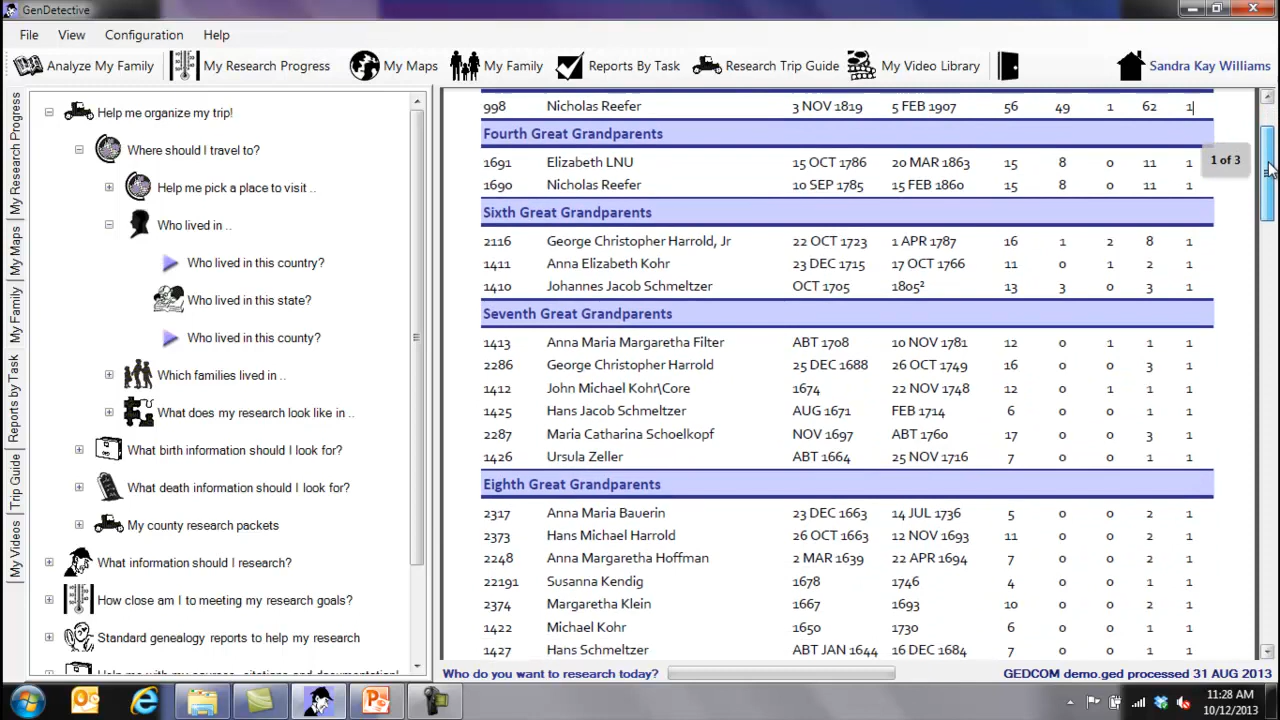 GenDetective
File View Configuration Help
Analyze My Family My Research Progress My Maps My Family Reports By Task Research Trip Guide My Video Library Sandra Kay Williams
My Research Progress
My Maps
My Family
Reports by Task
Trip Guide
My Videos
Help me organize my trip!
Where should I travel to?
Help me pick a place to visit ..
Who lived in ..
Who lived in this country?
Who lived in this state?
Who lived in this county?
Which families lived in ..
What does my research look like in ..
What birth information should I look for?
What death information should I look for?
My county research packets
What information should I research?
How close am I to meeting my research goals?
Standard genealogy reports to help my research
Help me with my sources, citations and documentation!
998 Nicholas Reefer 3 NOV 1819 5 FEB 1907 56 49 1 62 1
Fourth Great Grandparents
1691 Elizabeth LNU 15 OCT 1786 20 MAR 1863 15 8 0 11 1
1690 Nicholas Reefer 10 SEP 1785 15 FEB 1860 15 8 0 11 1
1 of 3
Sixth Great Grandparents
2116 George Christopher Harrold, Jr 22 OCT 1723 1 APR 1787 16 1 2 8 1
1411 Anna Elizabeth Kohr 23 DEC 1715 17 OCT 1766 11 0 1 2 1
1410 Johannes Jacob Schmeltzer OCT 1705 1805² 13 3 0 3 1
Seventh Great Grandparents
1413 Anna Maria Margaretha Filter ABT 1708 10 NOV 1781 12 0 1 1 1
2286 George Christopher Harrold 25 DEC 1688 26 OCT 1749 16 0 0 3 1
1412 John Michael Kohr\Core 1674 22 NOV 1748 12 0 1 1 1
1425 Hans Jacob Schmeltzer AUG 1671 FEB 1714 6 0 0 1 1
2287 Maria Catharina Schoelkopf NOV 1697 ABT 1760 17 0 0 3 1
1426 Ursula Zeller ABT 1664 25 NOV 1716 7 0 0 1 1
Eighth Great Grandparents
2317 Anna Maria Bauerin 23 DEC 1663 14 JUL 1736 5 0 0 2 1
2373 Hans Michael Harrold 26 OCT 1663 12 NOV 1693 11 0 0 2 1
2248 Anna Margaretha Hoffman 2 MAR 1639 22 APR 1694 7 0 0 2 1
22191 Susanna Kendig 1678 1746 4 0 0 1 1
2374 Margaretha Klein 1667 1693 10 0 0 2 1
1422 Michael Kohr 1650 1730 6 0 0 1 1
1427 Hans Schmeltzer ABT JAN 1644 16 DEC 1684 7 0 0 1 1
Who do you want to research today? GEDCOM demo.ged processed 31 AUG 2013
11:28 AM
10/12/2013